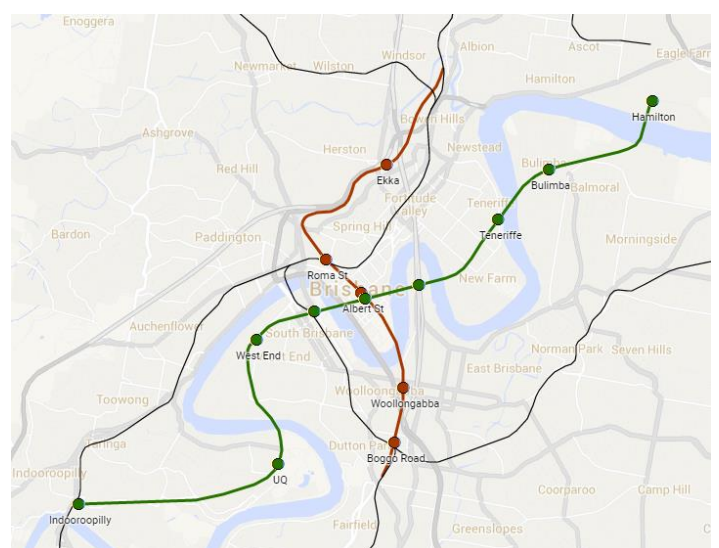 Enoggera
Albion
Ascot
Windsor
Eagle Farm
Newmarket
Wilston
Hamilton
Hamilton
Bowen Hills
Ashgrove
Herston
Newstead
Red Hill
Ekka
Bulimba
Bulimba
Balmoral
Fortitude
Valley
Teneriffe
Teneriffe
Spring Hill
Bardon
Paddington
Morningside
Roma St
New Farm
Brisbane
Albert St
Auchenflower
South Brisbane
West End
West End
Norman Park
Seven Hills
East Brisbane
Toowong
Woolloongabba
Woollongabba
Taringa
Dutton Park
Boggo Road
Indooroopilly
UQ
Coorparoo
Camp Hill
Indooroopilly
Fairfield
Greenslopes